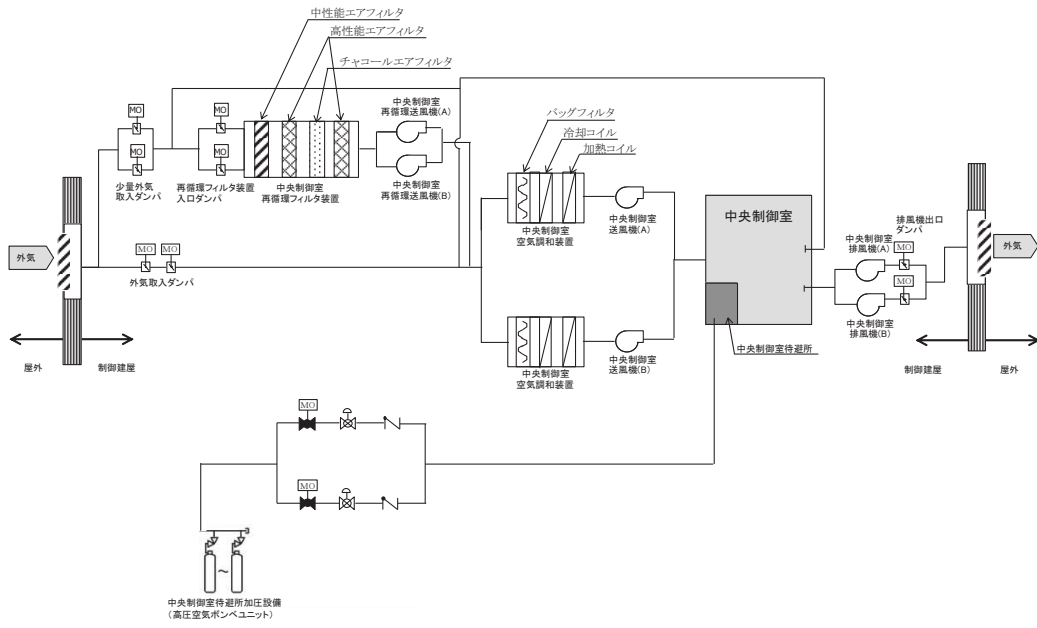 中性能エアフィルタ
高性能エアフィルタ
チャコールエアフィルタ
中央制御室
再循環送風機(A)
MO
MO
MO
MO
少量外気
取入ダンパ
再循環フィルタ装置
入口ダンパ
中央制御室
再循環フィルタ装置
中央制御室
再循環送風機(B)
バッグフィルタ
冷却コイル
加熱コイル
中央制御室
空気調和装置
中央制御室
送風機(A)
中央制御室
排風機出口
ダンパ
中央制御室
排風機(A)
MO
MO
中央制御室
排風機(B)
外気
外気
MO
MO
外気取入ダンパ
中央制御室
空気調和装置
中央制御室
送風機(B)
中央制御室待避所
屋外
制御建屋
制御建屋
屋外
MO
MO
～
中央制御室待避所加圧設備
（高圧空気ボンベユニット）